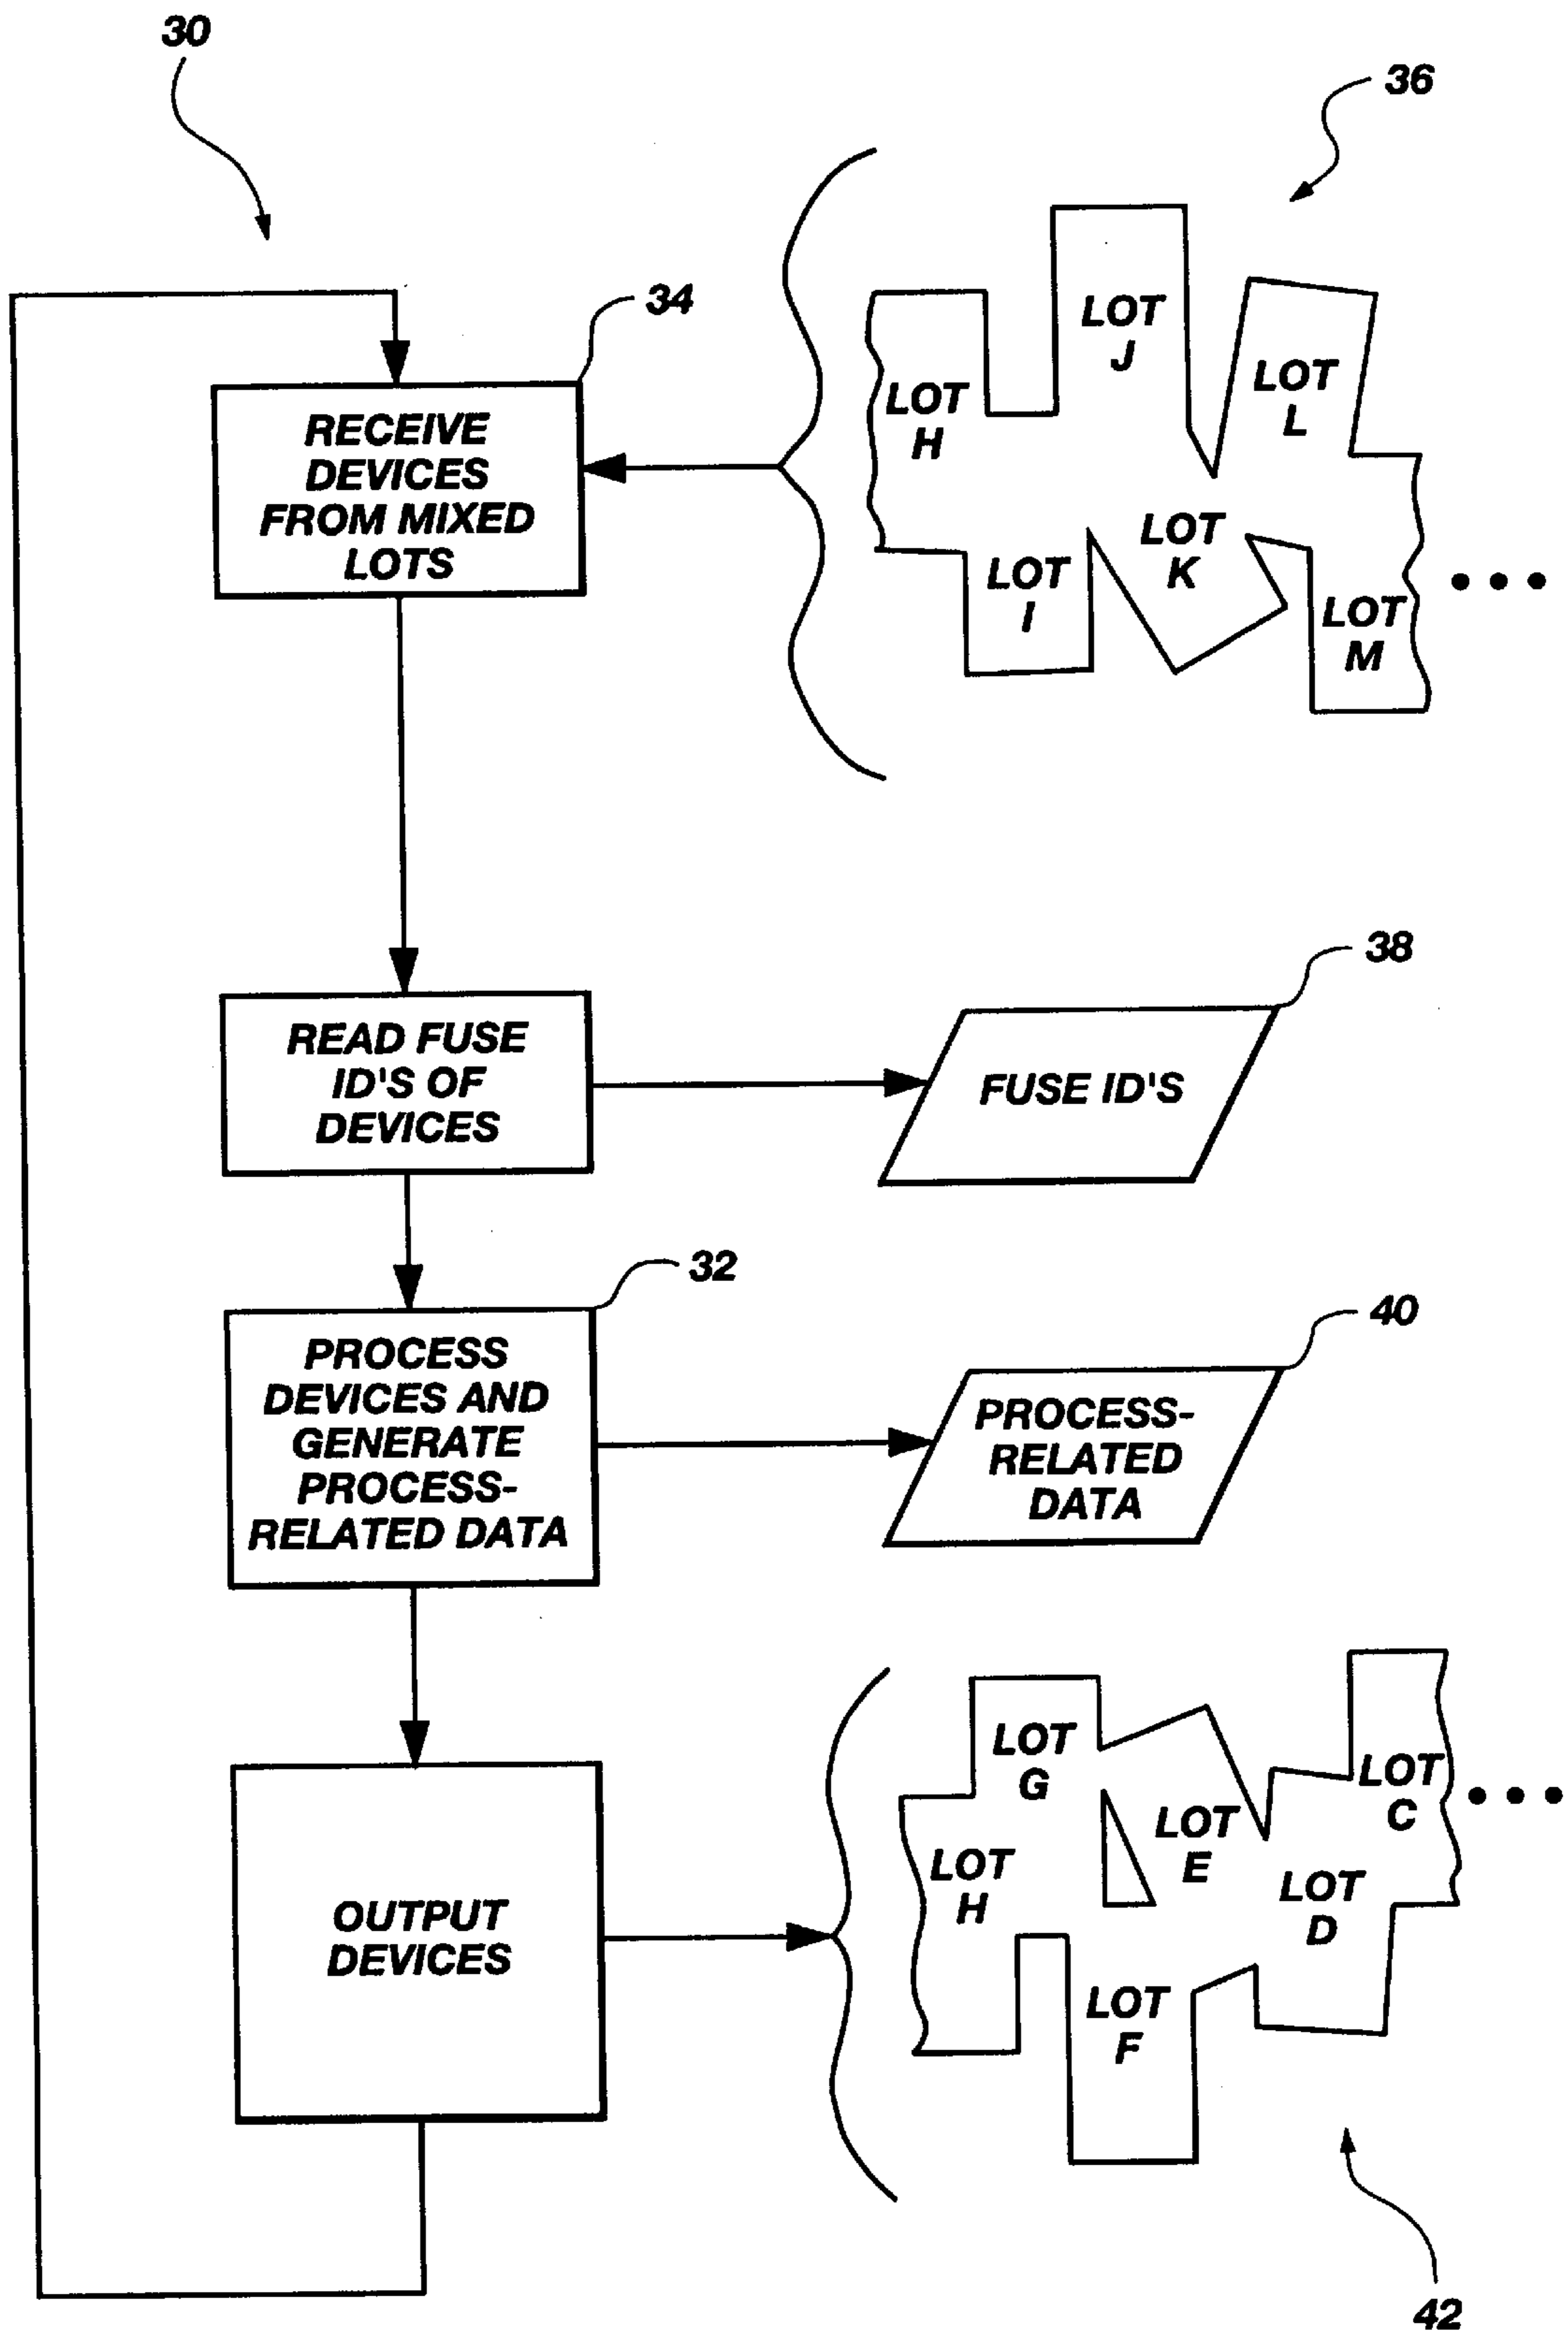 30
36
34
LOT
J
LOT
L
LOT
H
RECEIVE
DEVICES
FROM MIXED
LOTS
LOT
K
LOT
I
LOT
M
38
READ FUSE
ID'S OF
DEVICES
FUSE ID'S
32
40
PROCESS
DEVICES AND
GENERATE
PROCESS-
RELATED DATA
PROCESS-
RELATED
DATA
LOT
G
LOT
C
LOT
E
LOT
H
LOT
D
OUTPUT
DEVICES
LOT
F
42